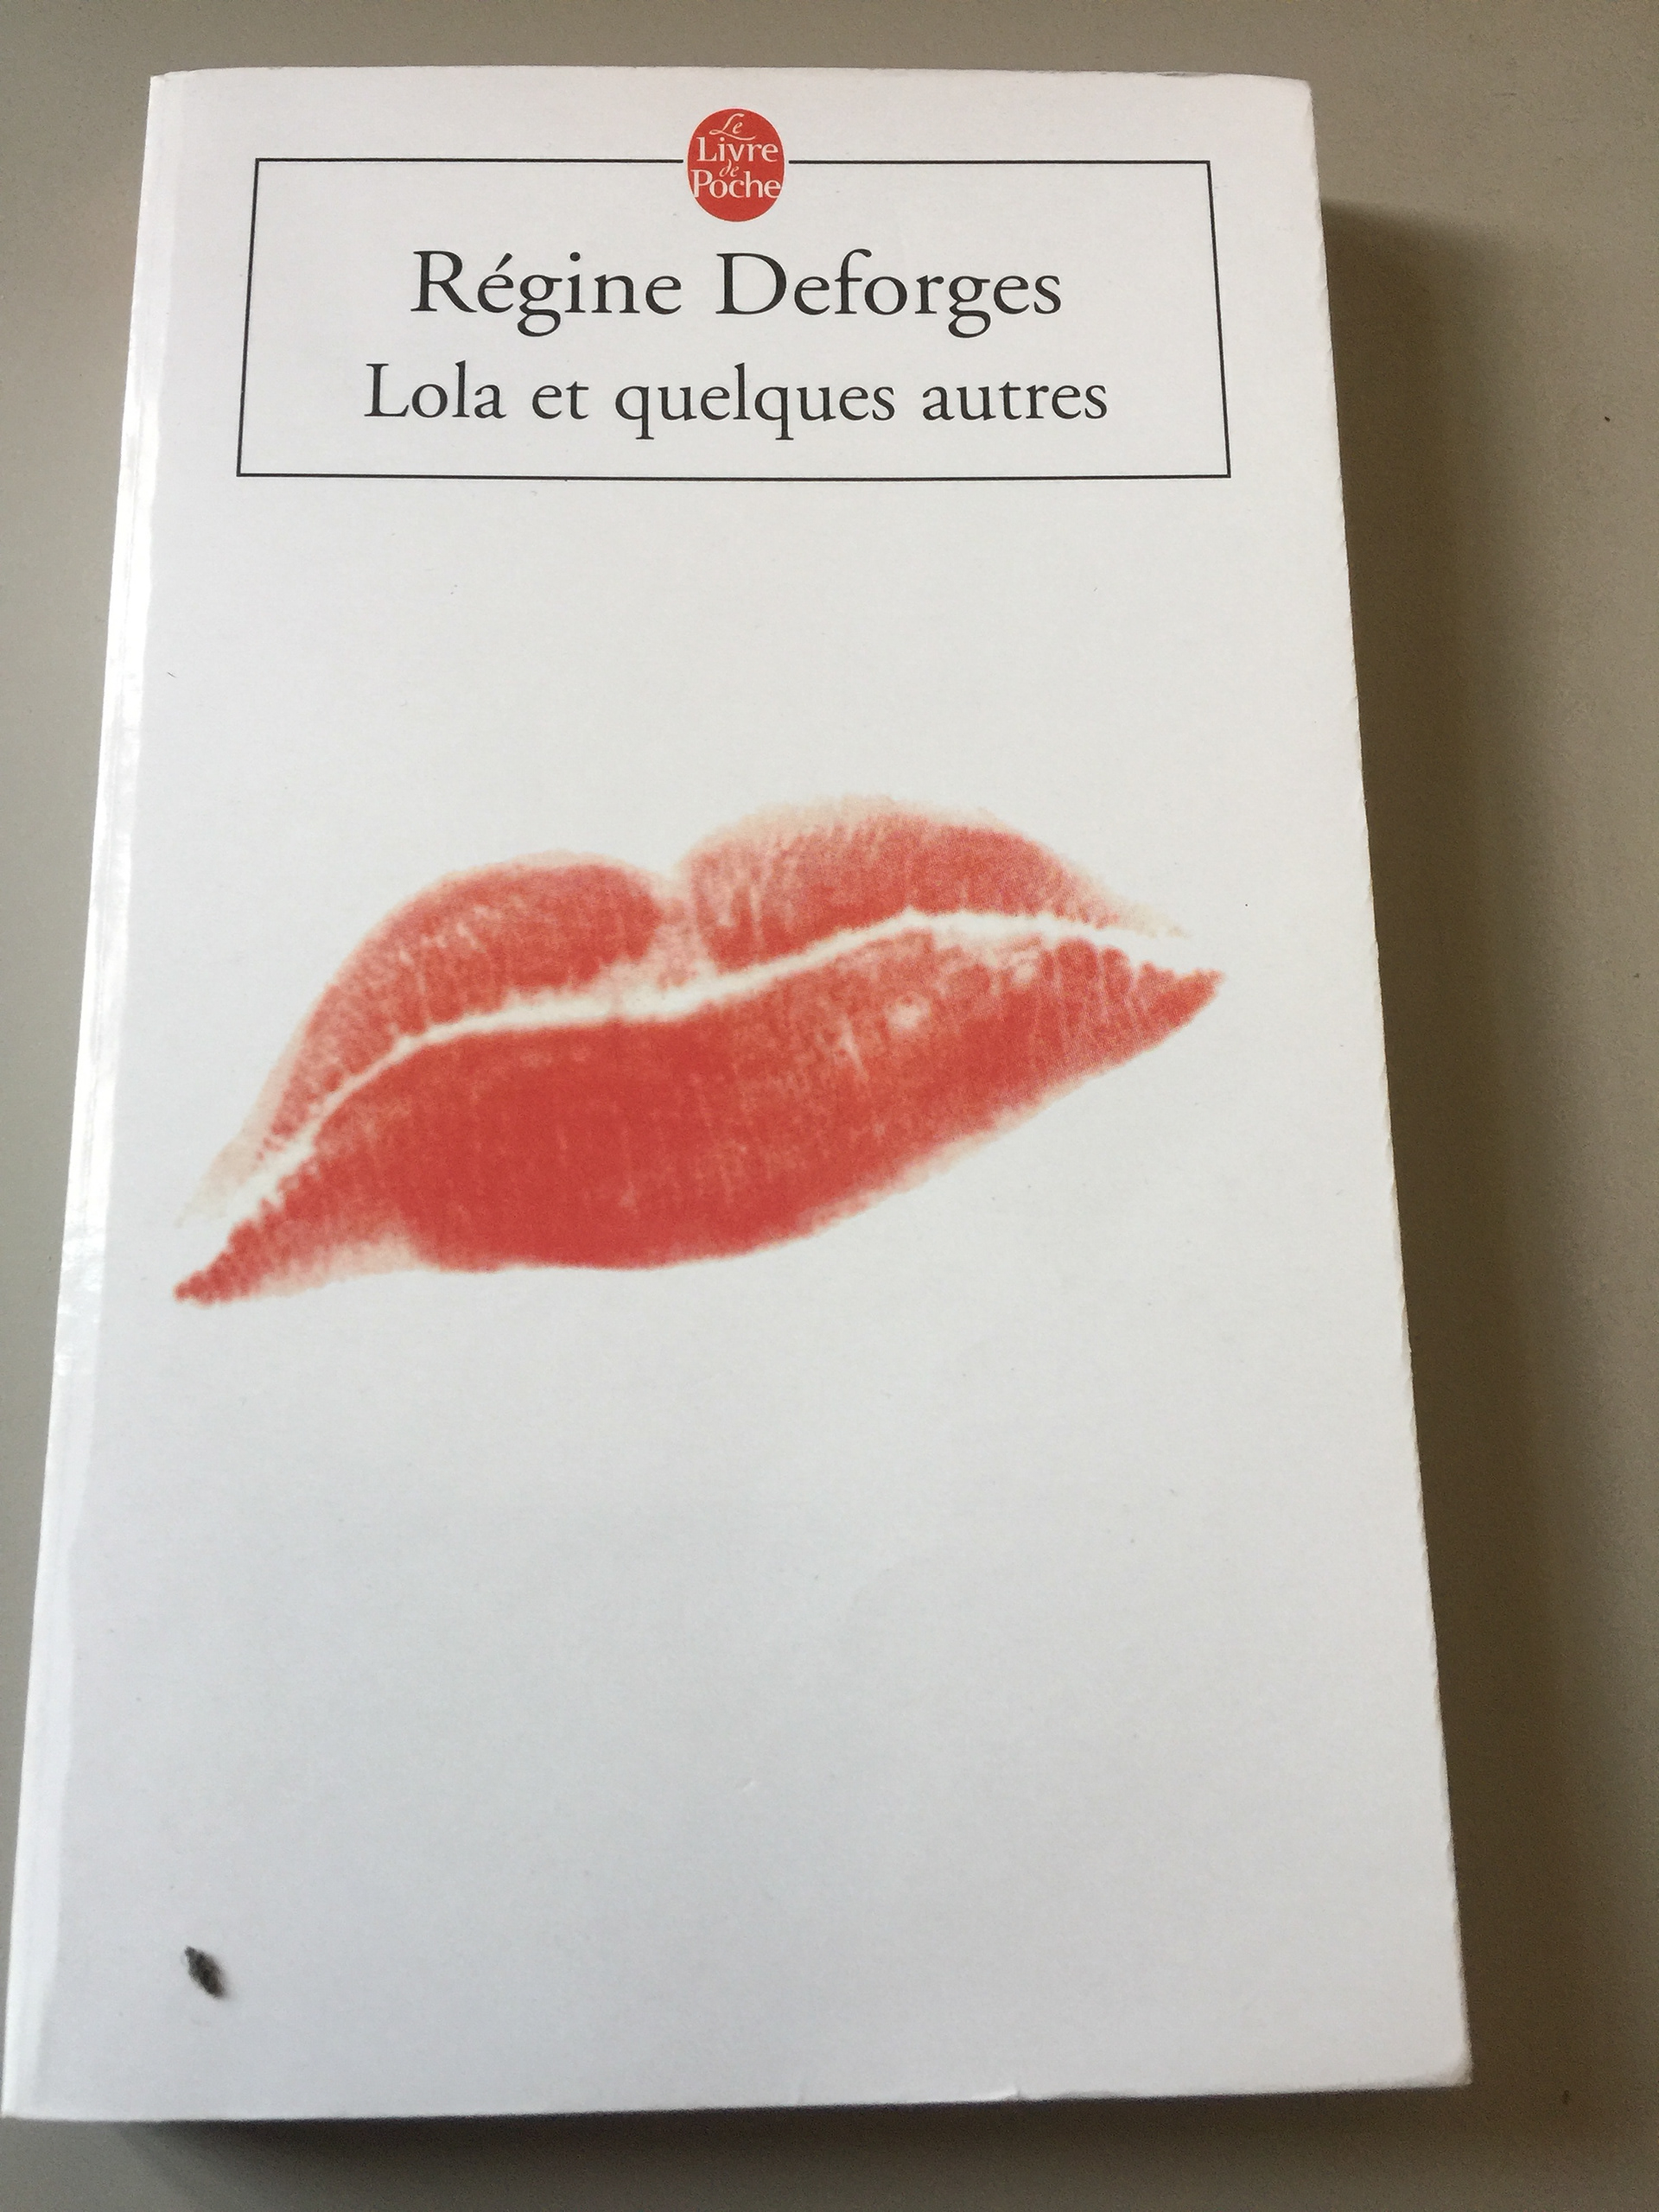 Le
Livre
de
Poche
Régine Deforges
Lola et quelques autres